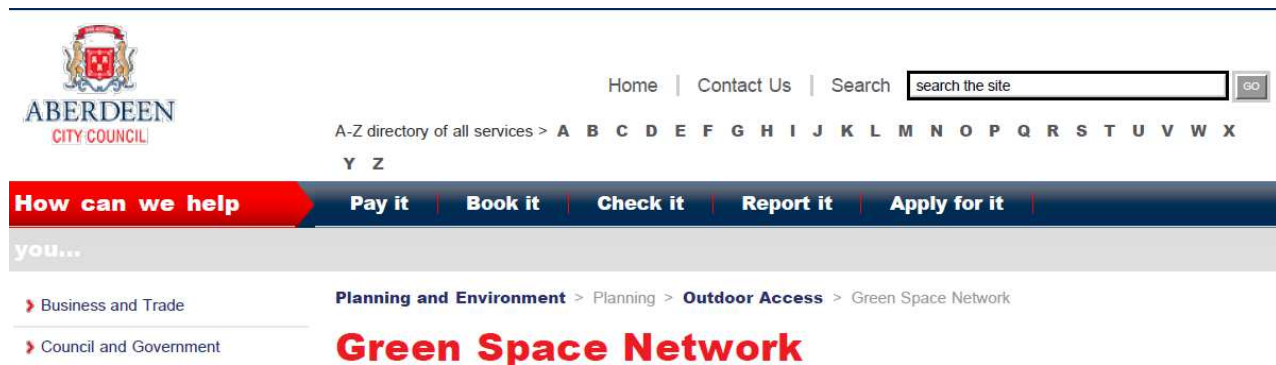 ABERDEEN
CITY COUNCIL
Home | Contact Us | Search search the site GO
A-Z directory of all services > A B C D E F G H I J K L M N O P Q R S T U V W X
Y Z
How can we help
you...
Pay it | Book it | Check it | Report it | Apply for it |
Business and Trade
Council and Government
Planning and Environment > Planning > Outdoor Access > Green Space Network
Green Space Network